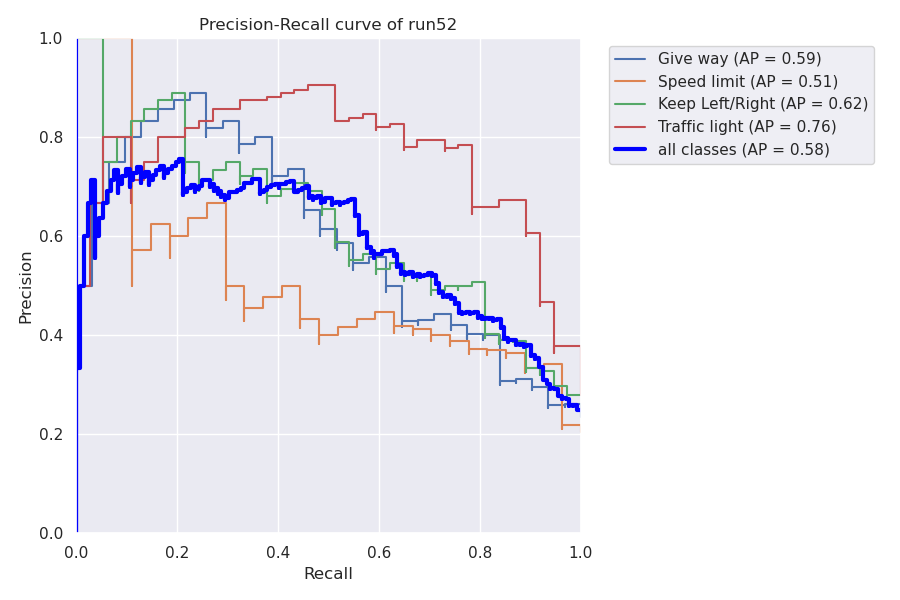 Precision-Recall curve of run52
1.0
0.8
0.6
0.4
0.2
0.0
Precision
0.0 0.2 0.4 0.6 0.8 1.0
Recall
Give way (AP = 0.59)
Speed limit (AP = 0.51)
Keep Left/Right (AP = 0.62)
Traffic light (AP = 0.76)
all classes (AP = 0.58)